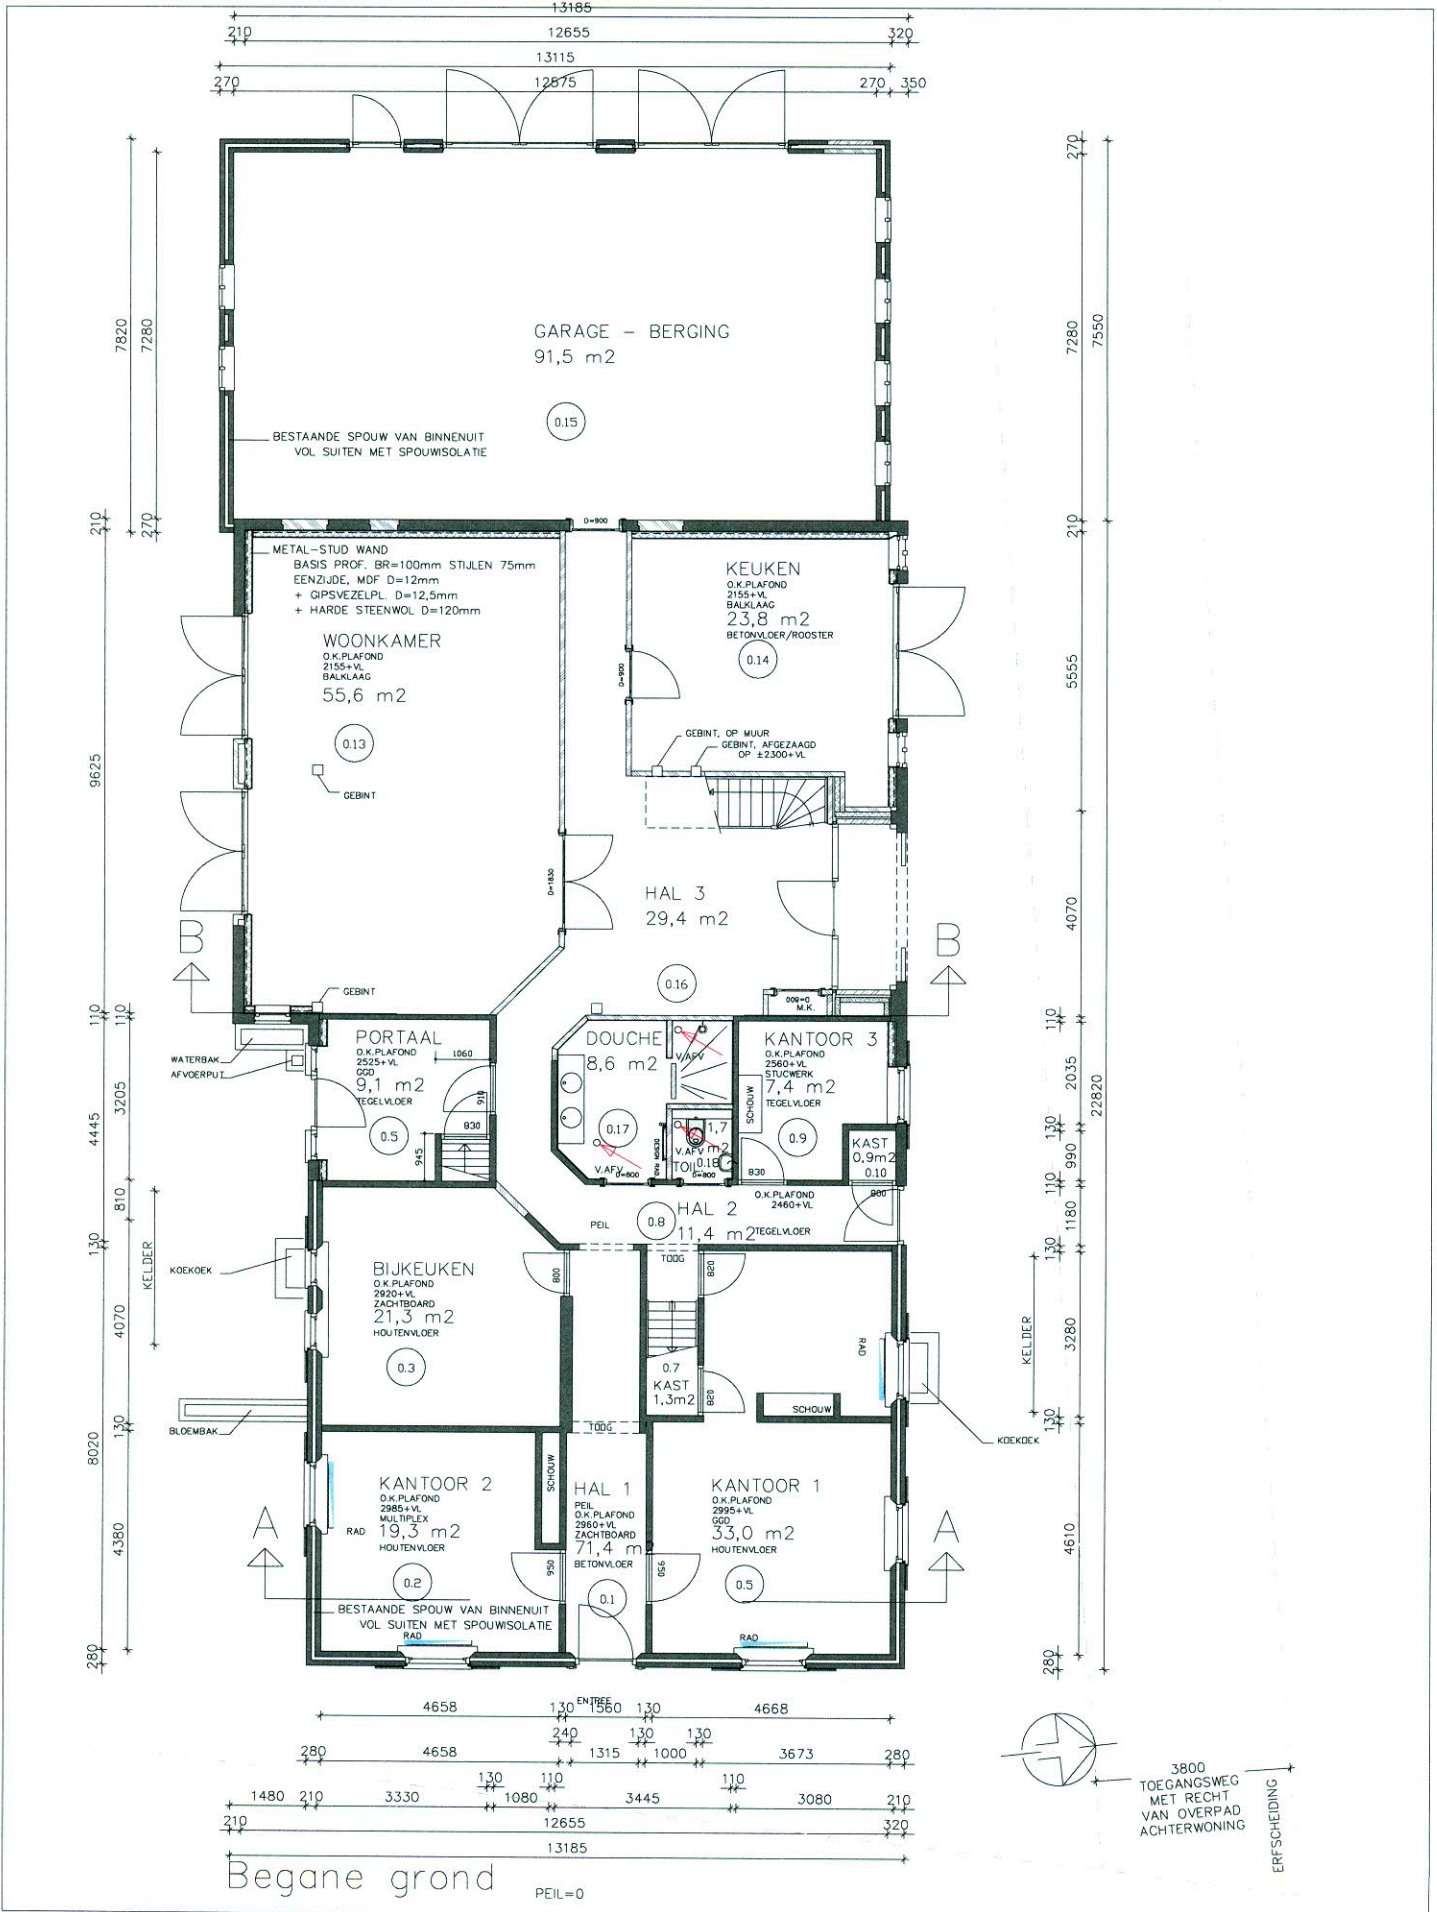 13185
210 12655 320
13115
270 12575 270 350
270
7820
7280
7280
7550
GARAGE - BERGING
91,5 m2
0.15
BESTAANDE SPOUW VAN BINNENUIT
VOL SUITEN MET SPOUWISOLATIE
210
270
D=900
210
METAL-STUD WAND
BASIS PROF. BR=100mm STIJLEN 75mm
EENZIJDE, MDF D=12mm
+ GIPSVEZELPL. D=12,5mm
+ HARDE STEENWOL D=120mm
WOONKAMER
O.K.PLAFOND
2155+VL
BALKLAAG
55,6 m2
0.13
GEBINT
KEUKEN
O.K.PLAFOND
2155+VL
BALKLAAG
23,8 m2
BETONVLOER/ROOSTER
0.14
D=900
GEBINT, OP MUUR
GEBINT, AFGEZAAGD
OP ±2300+VL
5555
9625
D=1830
HAL 3
29,4 m2
0.16
4070
B
B
GEBINT
D=800
M.K.
110
110
110
PORTAAL
O.K.PLAFOND
2525+VL
GGD
9,1 m2
TEGELVLOER
0.5
1060
910
830
945
WATERBAK
AFVOERPUT
DOUCHE
8,6 m2
V.AFV
0.17
V.AFV
DESIGN RAD
D=800
1,7
m2
V.AFV
0.18
TOIL
D=800
KANTOOR 3
O.K.PLAFOND
2560+VL
STUCWERK
7,4 m2
TEGELVLOER
SCHOUW
0.9
830
KAST
0,9m2
0.10
800
2035
130
990
110
1180
130
22820
3205
4445
810
130
HAL 2
11,4 m2
0.8
O.K.PLAFOND
2460+VL
TEGELVLOER
PEIL
TOOG
KELDER
KOEKOEK
BIJKEUKEN
O.K.PLAFOND
2920+VL
ZACHTBOARD
21,3 m2
HOUTENVLOER
0.3
800
820
0.7
KAST
1,3m2
820
RAD
SCHOUW
KELDER
3280
130
KOEKOEK
4070
130
BLOEMBAK
TOOG
8020
4380
KANTOOR 2
O.K.PLAFOND
2985+VL
MULTIPLEX
19,3 m2
HOUTENVLOER
RAD
0.2
SCHOUW
950
HAL 1
PEIL
O.K.PLAFOND
2960+VL
ZACHTBOARD
71,4 m
BETONVLOER
0.1
950
KANTOOR 1
O.K.PLAFOND
2995+VL
GGD
33,0 m2
HOUTENVLOER
0.5
4610
A
A
BESTAANDE SPOUW VAN BINNENUIT
VOL SUITEN MET SPOUWISOLATIE
RAD
RAD
280
280
ENTREE
4658 130 1560 130 4668
240 130 130
280 4658 1315 1000 3673 280
130 110 110
1480 210 3330 1080 3445 3080 210
210 12655 320
13185
Begane grond
PEIL=0
3800
TOEGANGSWEG
MET RECHT
VAN OVERPAD
ACHTERWONING
ERFSCHEIDING